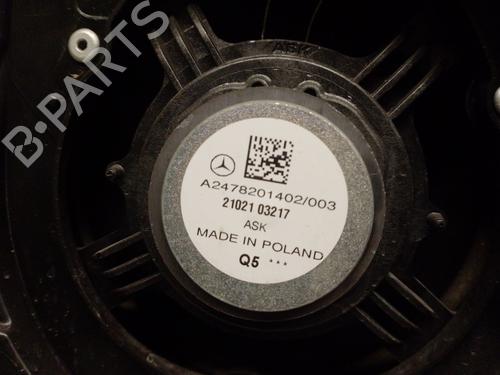 B-PARTS
ASK
A2478201402/003
21021 03217
ASK
MADE IN POLAND
Q5 ***